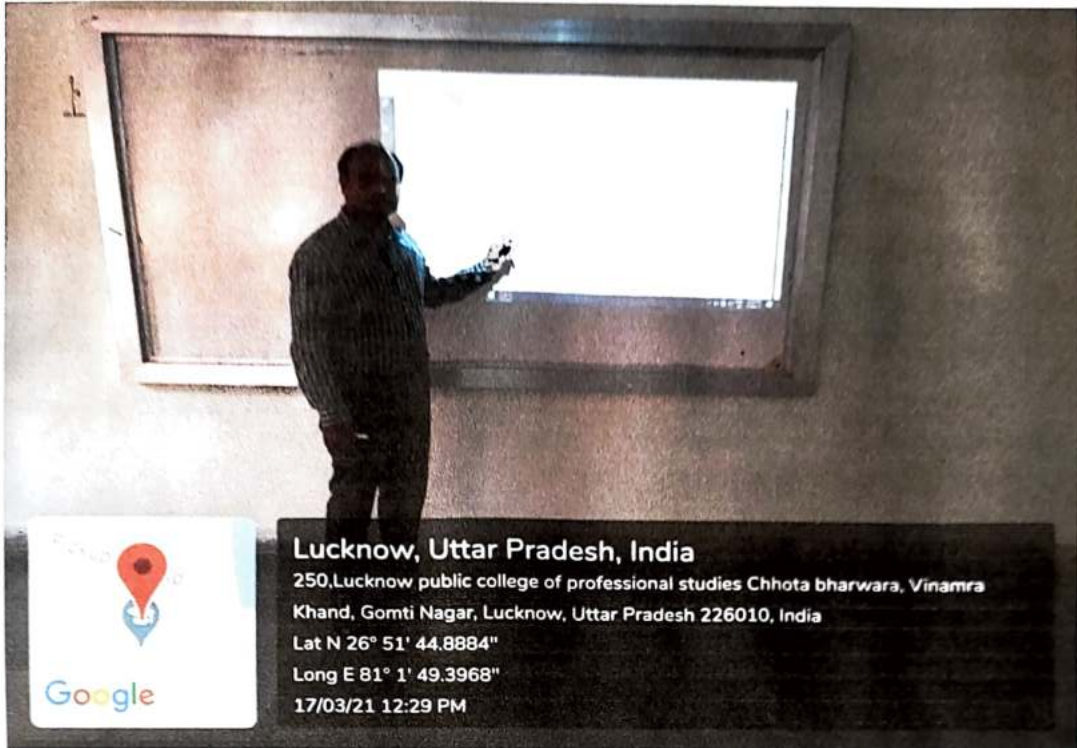 Lucknow, Uttar Pradesh, India
250,Lucknow public college of professional studies Chhota bharwara, Vinamra
Khand, Gomti Nagar, Lucknow, Uttar Pradesh 226010, India
Lat N 26° 51' 44.8884"
Long E 81° 1' 49.3968"
17/03/21 12:29 PM
Google